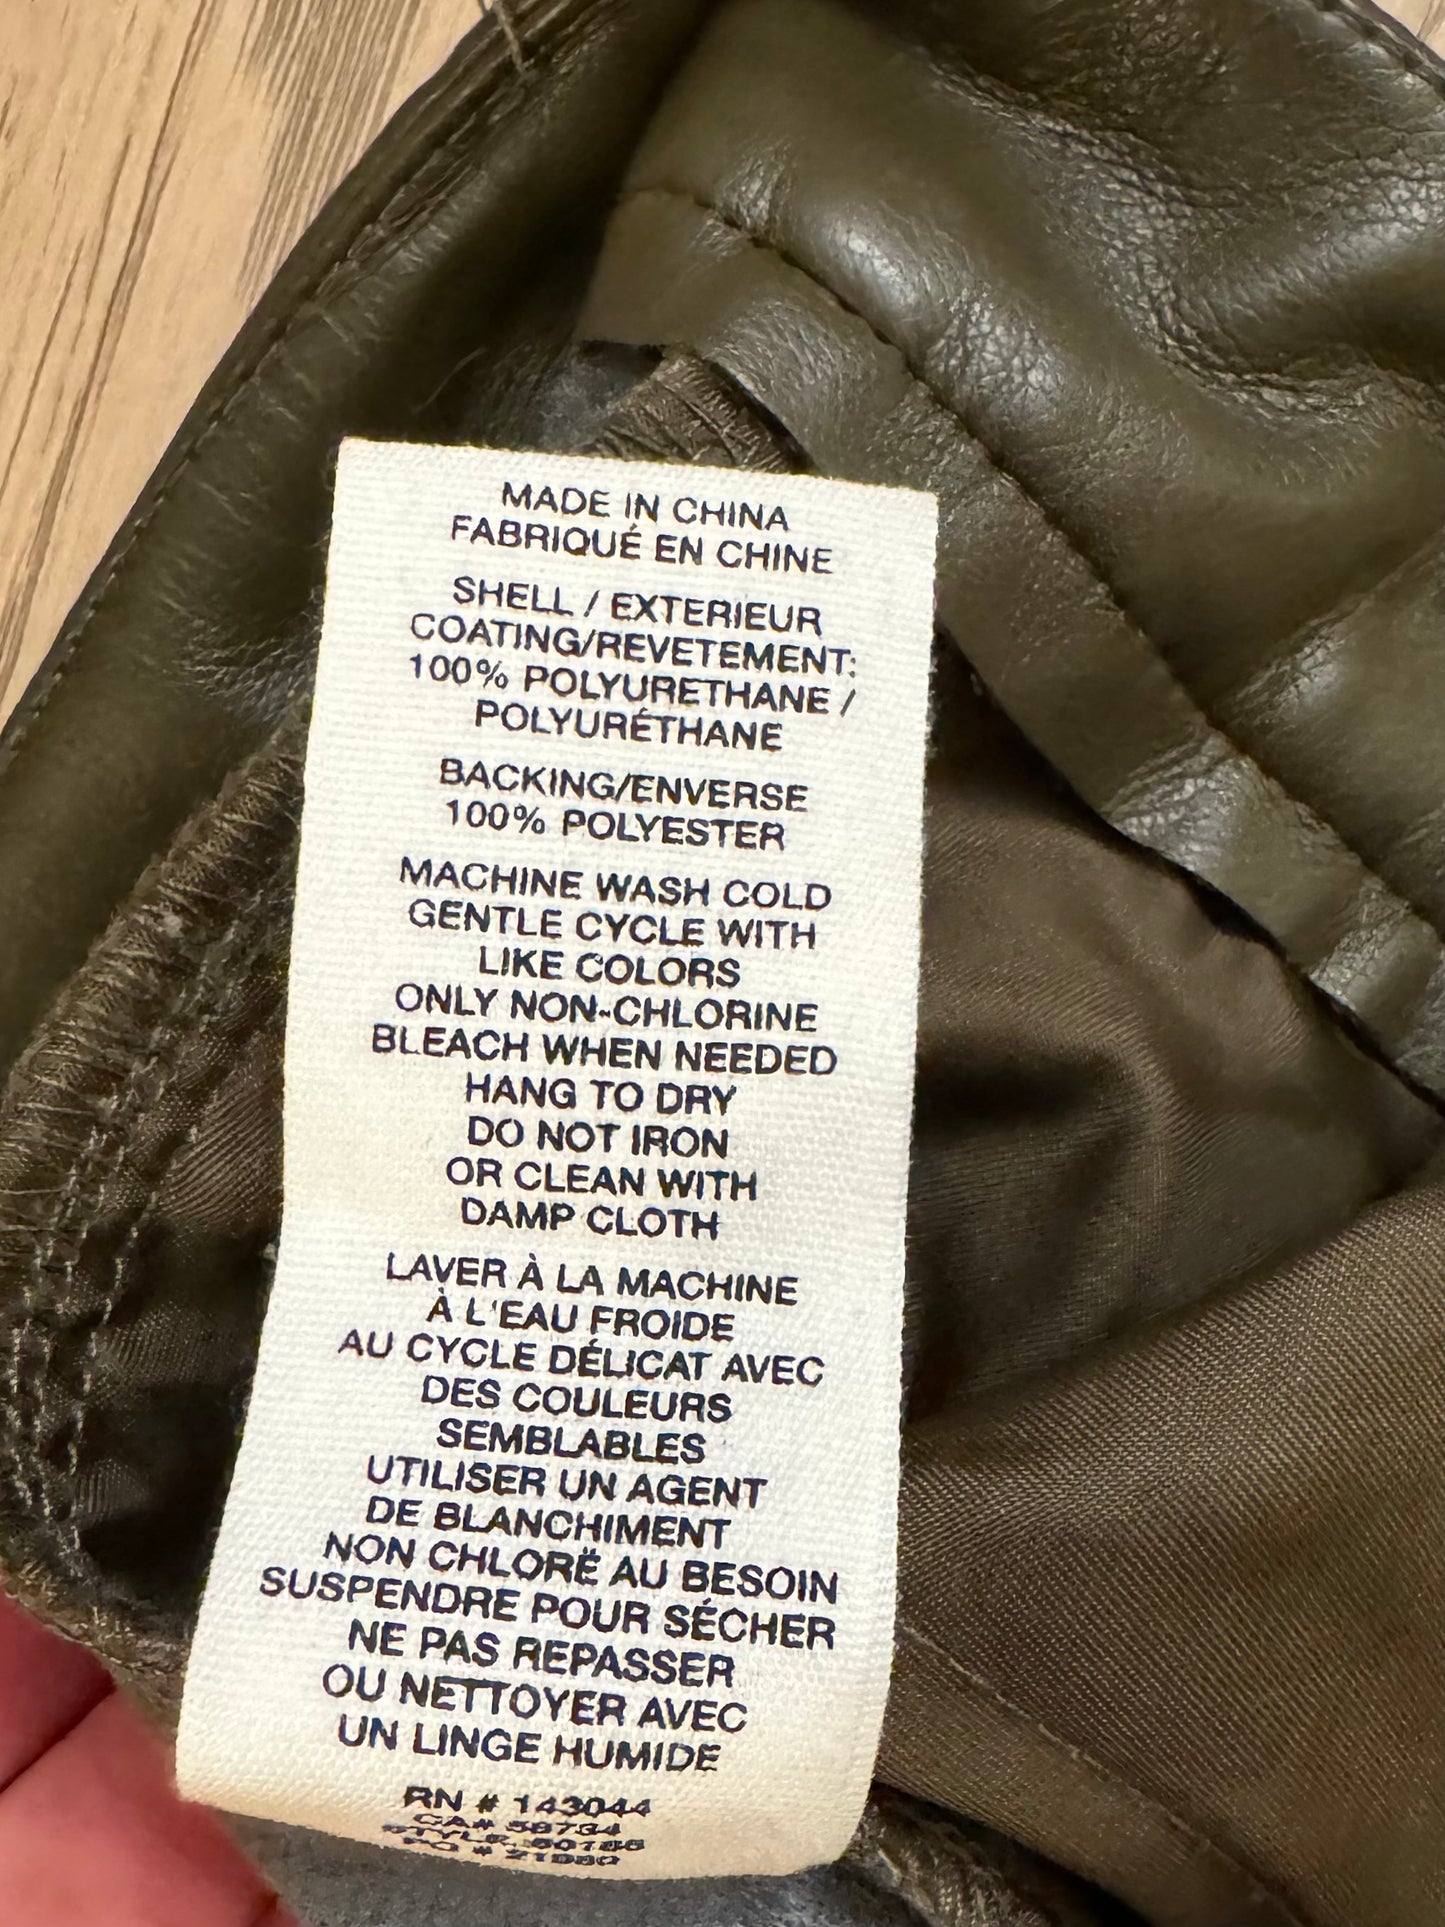 MADE IN CHINA
FABRIQUÉ EN CHINE
SHELL / EXTERIEUR
COATING/REVETEMENT:
100% POLYURETHANE /
POLYURÉTHANE
BACKING/ENVERSE
100% POLYESTER
MACHINE WASH COLD
GENTLE CYCLE WITH
LIKE COLORS
ONLY NON-CHLORINE
BLEACH WHEN NEEDED
HANG TO DRY
DO NOT IRON
OR CLEAN WITH
DAMP CLOTH
LAVER À LA MACHINE
À L'EAU FROIDE
AU CYCLE DÉLICAT AVEC
DES COULEURS
SEMBLABLES
UTILISER UN AGENT
DE BLANCHIMENT
NON CHLORË AU BESOIN
SUSPENDRE POUR SÉCHER
NE PAS REPASSER
OU NETTOYER AVEC
UN LINGE HUMIDE
RN # 143044
CA# 58734